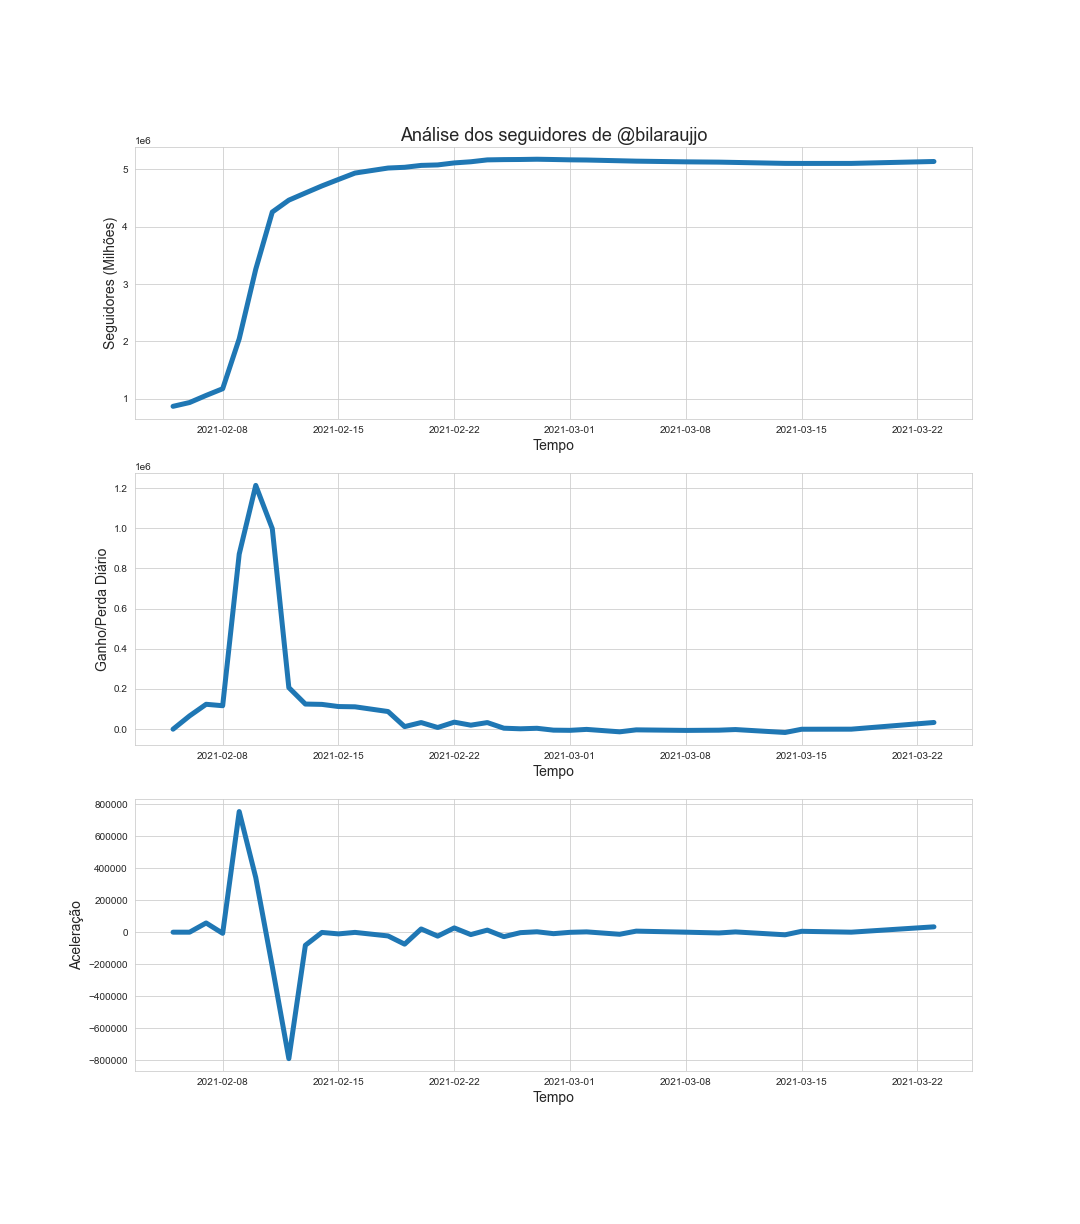 Análise dos seguidores de @bilaraujjo
1e6
5
4
3
2
1
Seguidores (Milhões)
2021-02-08 2021-02-15 2021-02-22 2021-03-01 2021-03-08 2021-03-15 2021-03-22
Tempo
1e6
1.2
1.0
0.8
0.6
0.4
0.2
0.0
Ganho/Perda Diário
2021-02-08 2021-02-15 2021-02-22 2021-03-01 2021-03-08 2021-03-15 2021-03-22
Tempo
800000
600000
400000
200000
0
−200000
−400000
−600000
−800000
Aceleração
2021-02-08 2021-02-15 2021-02-22 2021-03-01 2021-03-08 2021-03-15 2021-03-22
Tempo